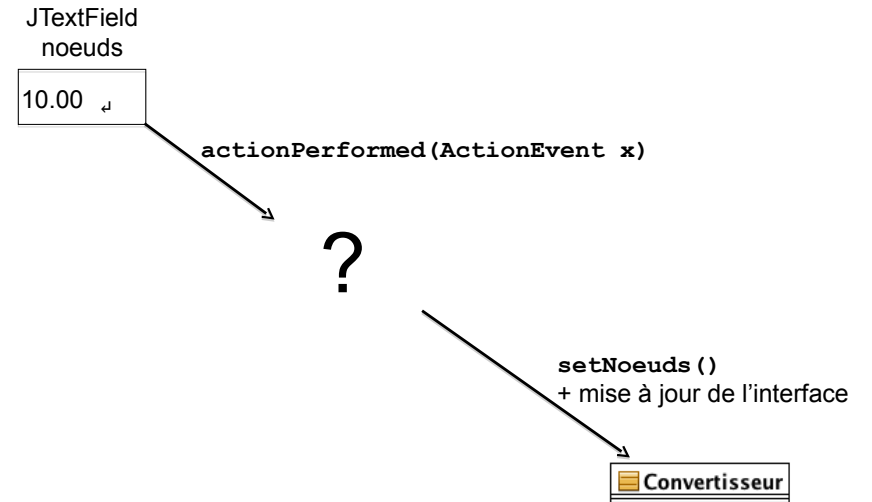 JTextField
noeuds
10.00 ↵
actionPerformed(ActionEvent x)
?
setNoeuds()
+ mise à jour de l’interface
Convertisseur